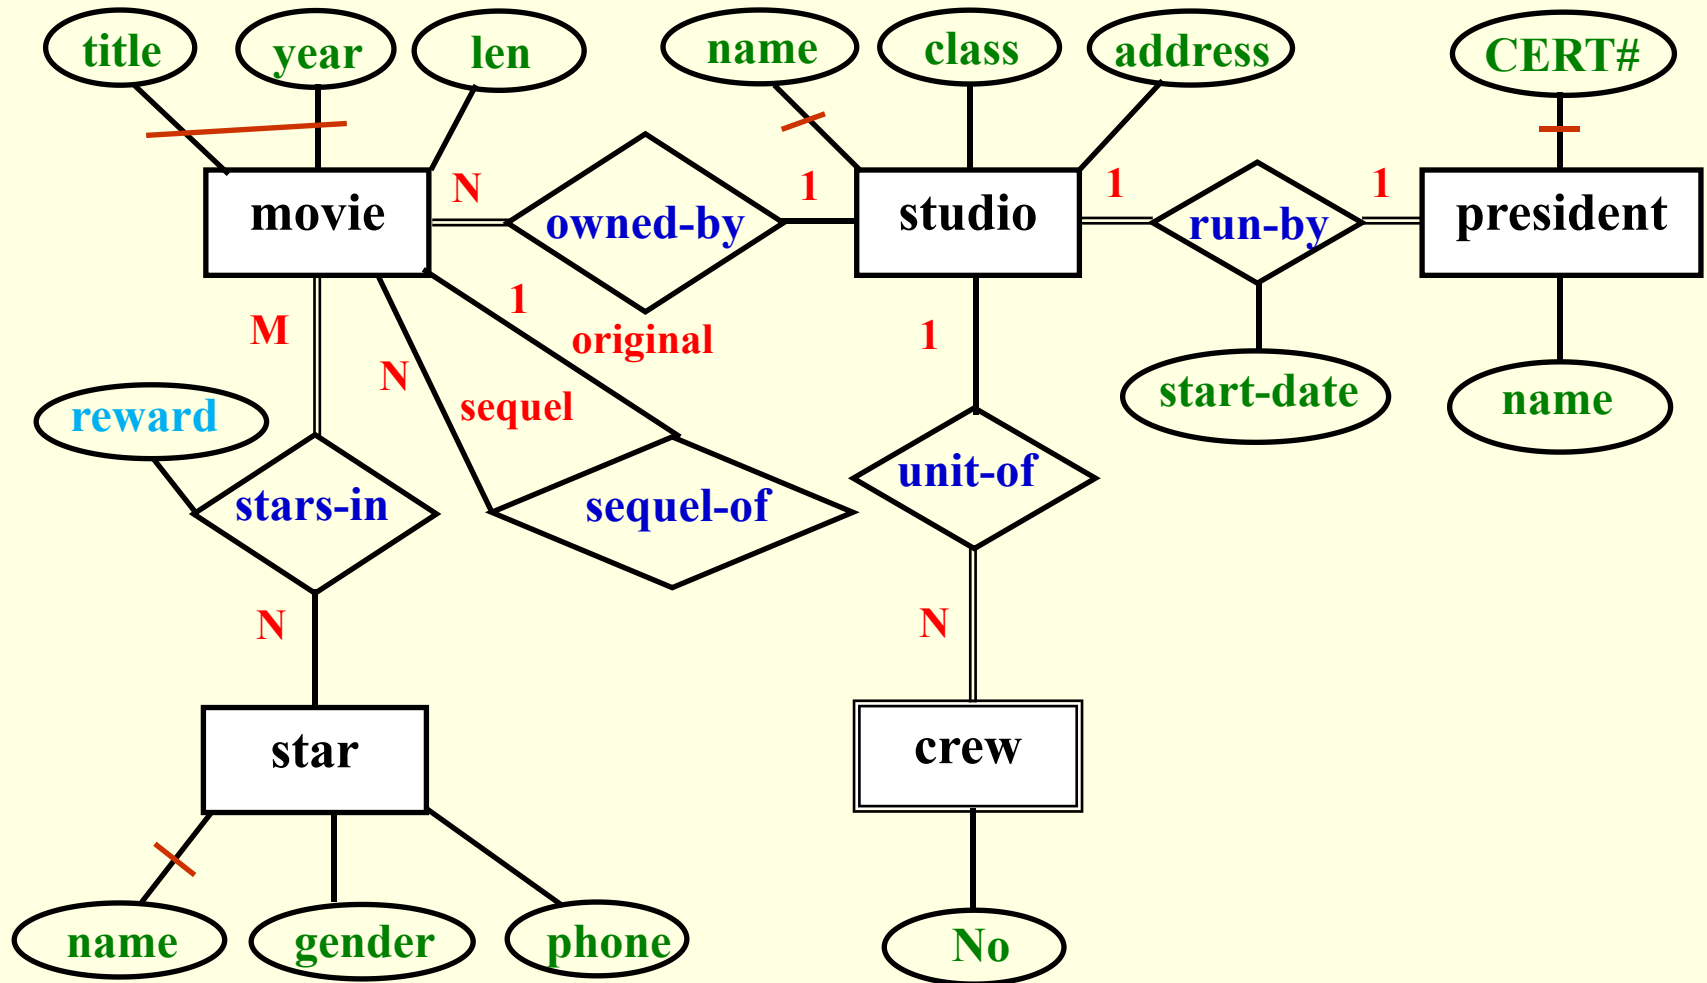 title
year
len
name
class
address
CERT#
movie
N
owned-by
1
studio
1
run-by
1
president
M
1
original
1
N
sequel
start-date
name
reward
stars-in
sequel-of
unit-of
N
N
star
crew
name
gender
phone
No